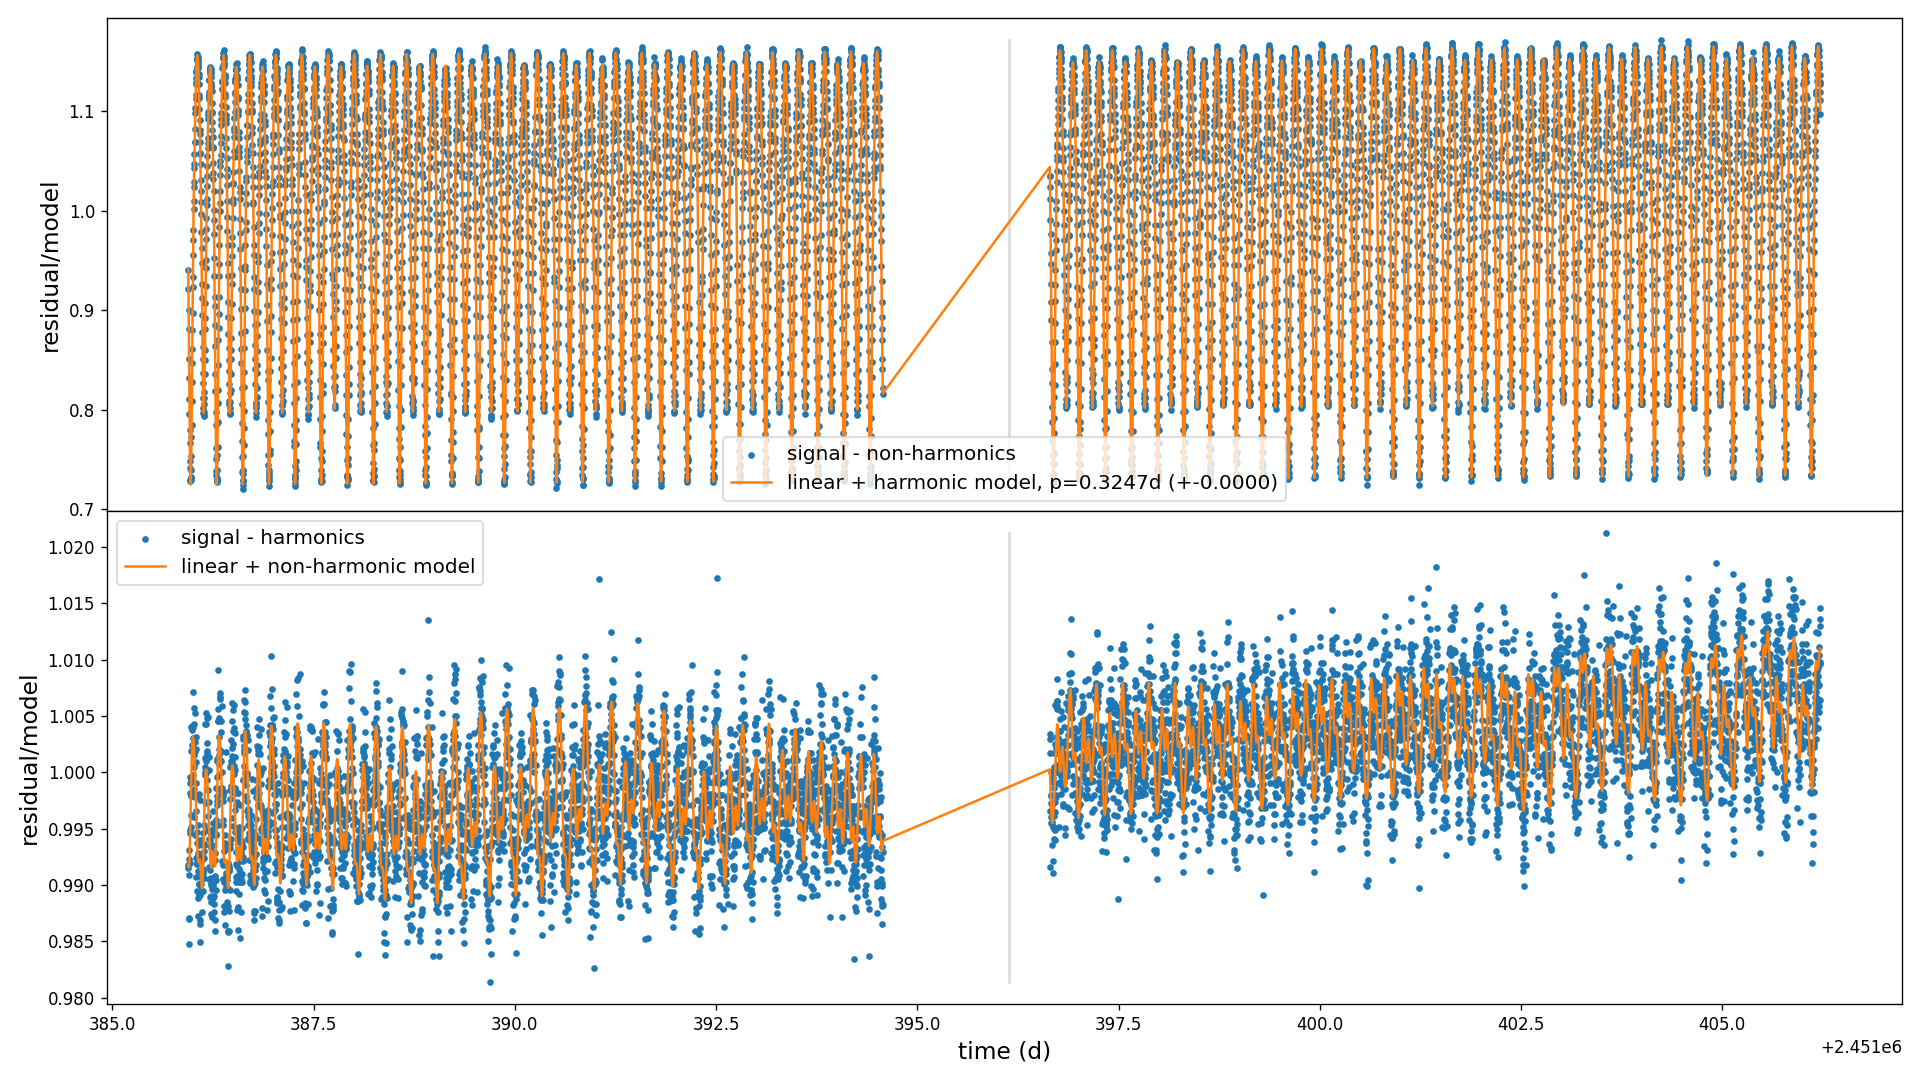 residual/model
1.1
1.0
0.9
0.8
0.7
signal - non-harmonics
linear + harmonic model, p=0.3247d (+-0.0000)
residual/model
1.020
1.015
1.010
1.005
1.000
0.995
0.990
0.985
0.980
signal - harmonics
linear + non-harmonic model
385.0 387.5 390.0 392.5 395.0 397.5 400.0 402.5 405.0
time (d)
+2.451e6